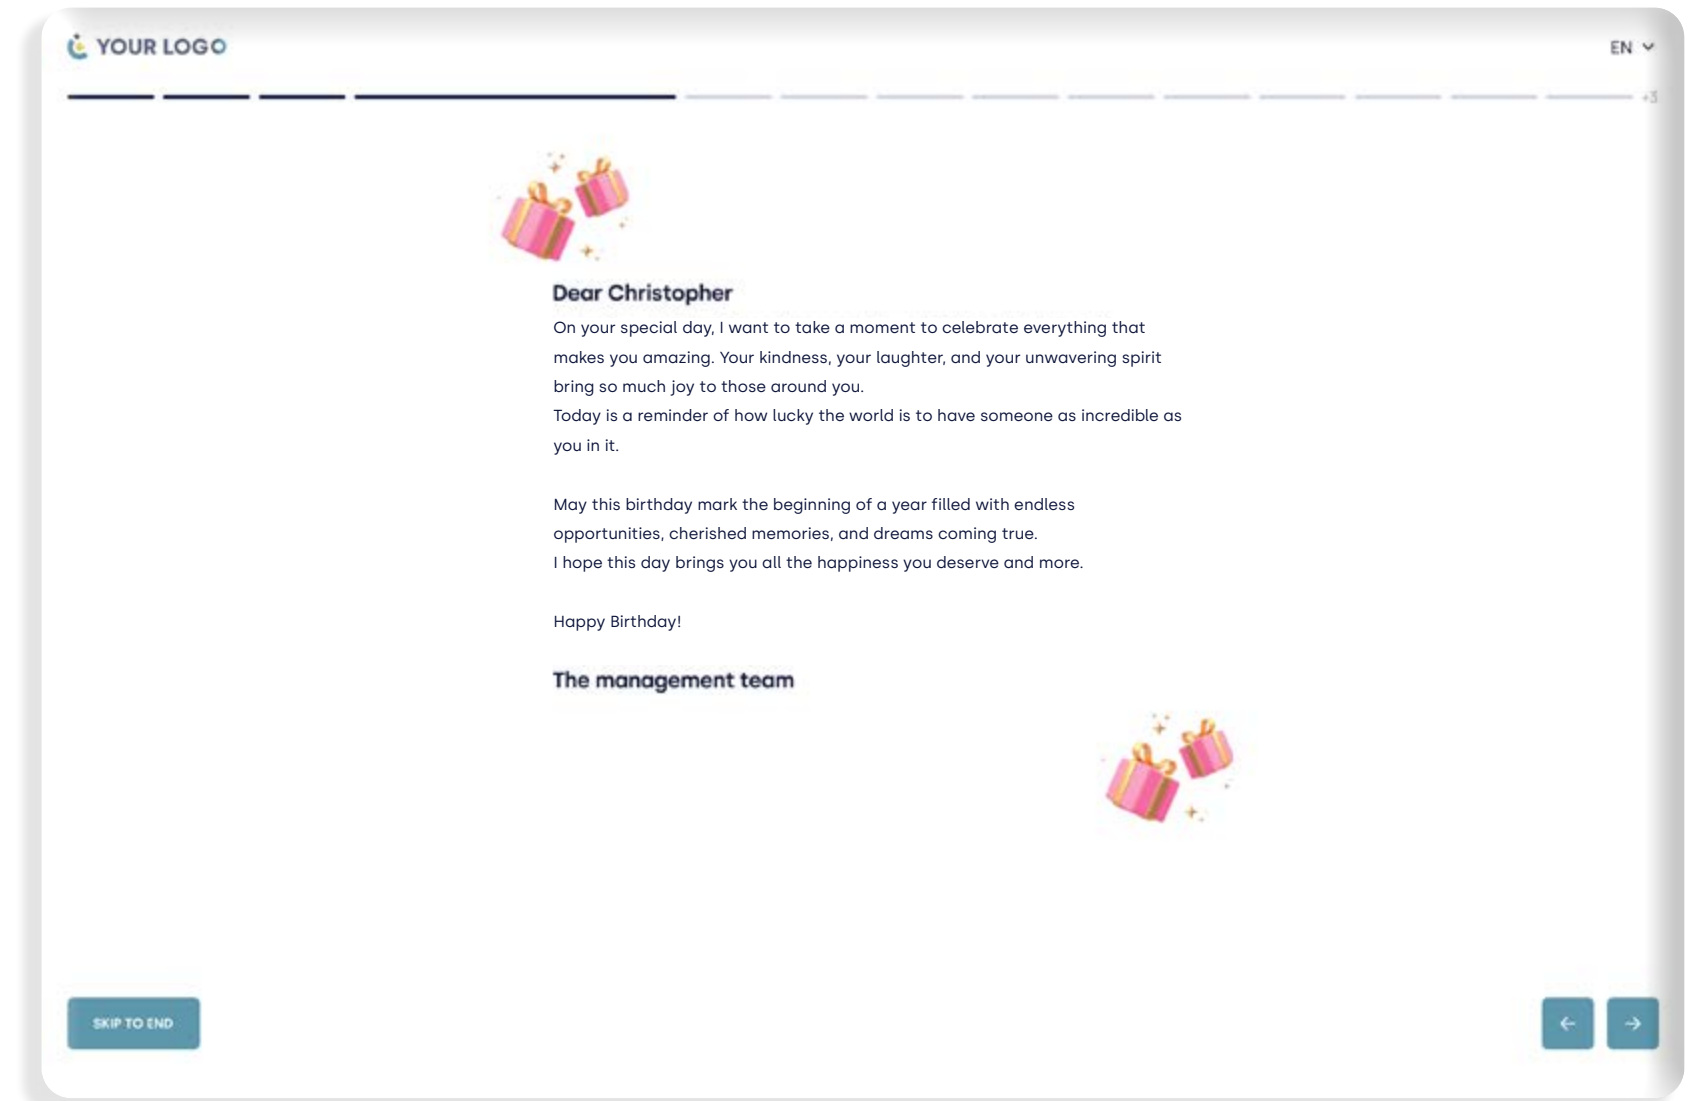 YOUR LOGO
EN
+3
Dear Christopher
On your special day, I want to take a moment to celebrate everything that
makes you amazing. Your kindness, your laughter, and your unwavering spirit
bring so much joy to those around you.
Today is a reminder of how lucky the world is to have someone as incredible as
you in it.
May this birthday mark the beginning of a year filled with endless
opportunities, cherished memories, and dreams coming true.
I hope this day brings you all the happiness you deserve and more.
Happy Birthday!
The management team
SKIP TO END